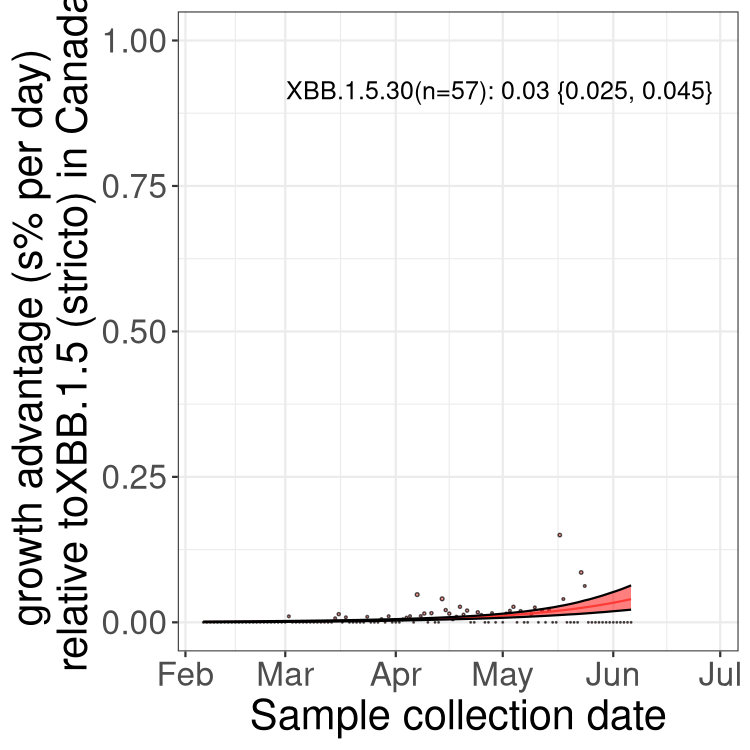 growth advantage (s% per day)
relative toXBB.1.5 (stricto) in Canada
1.00
0.75
0.50
0.25
0.00
XBB.1.5.30(n=57): 0.03 {0.025, 0.045}
Feb Mar Apr May Jun Jul
Sample collection date